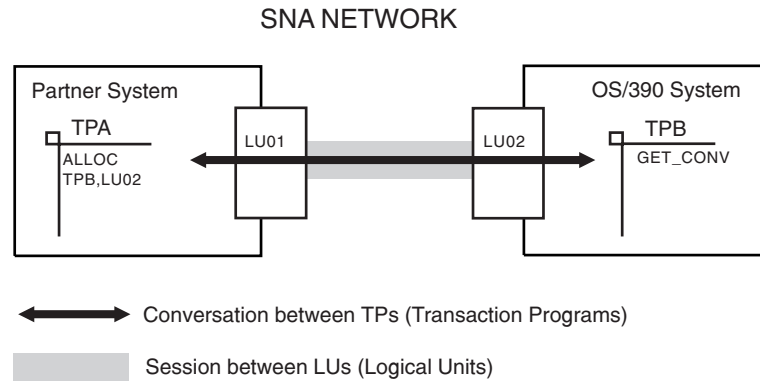 SNA NETWORK
Partner System
TPA
ALLOC
TPB,LU02
LU01
LU02
OS/390 System
TPB
GET_CONV
Conversation between TPs (Transaction Programs)
Session between LUs (Logical Units)